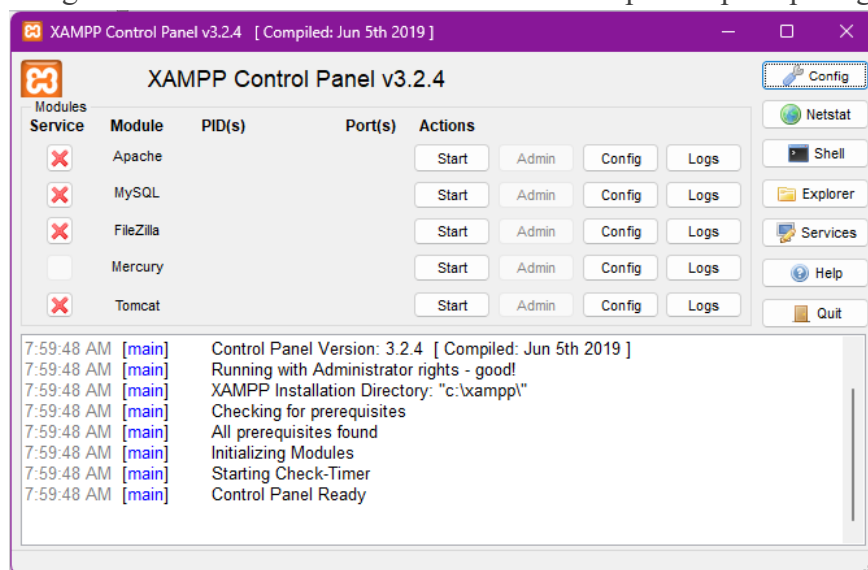 XAMPP Control Panel v3.2.4 [ Compiled: Jun 5th 2019 ]
XAMPP Control Panel v3.2.4
Config
Modules
Service Module PID(s) Port(s) Actions
Netstat
Apache Start Admin Config Logs
Shell
MySQL Start Admin Config Logs
Explorer
FileZilla Start Admin Config Logs
Services
Mercury Start Admin Config Logs
Help
Tomcat Start Admin Config Logs
Quit
7:59:48 AM [main] Control Panel Version: 3.2.4 [ Compiled: Jun 5th 2019 ]
7:59:48 AM [main] Running with Administrator rights - good!
7:59:48 AM [main] XAMPP Installation Directory: "c:\xampp\"
7:59:48 AM [main] Checking for prerequisites
7:59:48 AM [main] All prerequisites found
7:59:48 AM [main] Initializing Modules
7:59:48 AM [main] Starting Check-Timer
7:59:48 AM [main] Control Panel Ready